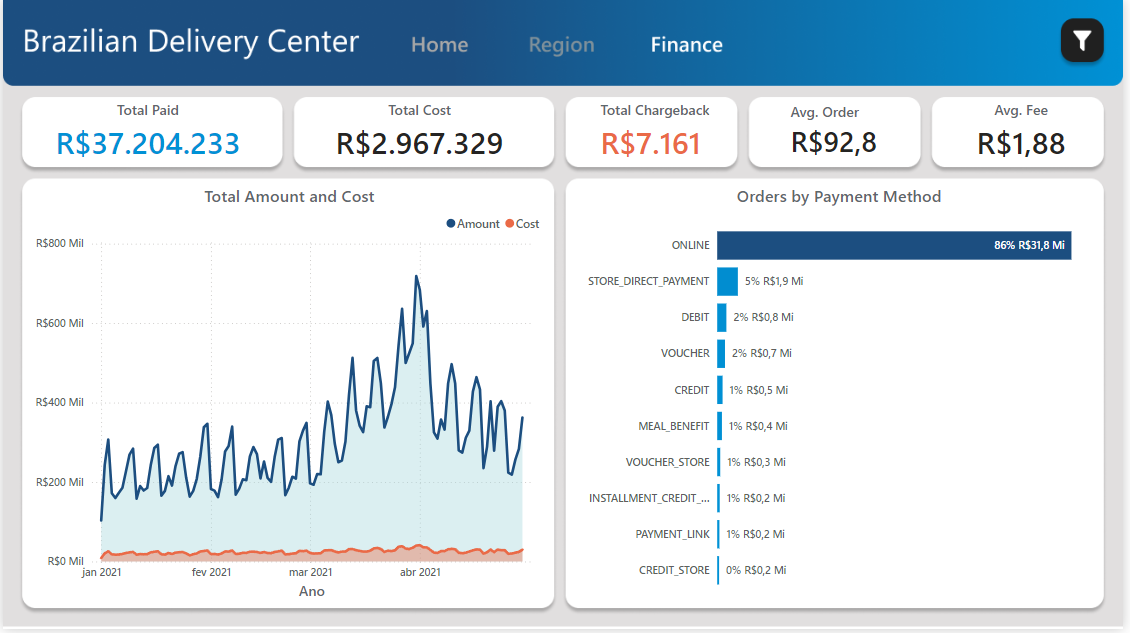 Brazilian Delivery Center
Home
Region
Finance
Total Paid
R$37.204.233
Total Cost
R$2.967.329
Total Chargeback
R$7.161
Avg. Order
R$92,8
Avg. Fee
R$1,88
Total Amount and Cost
Amount
Cost
R$800 Mil
R$600 Mil
R$400 Mil
R$200 Mil
R$0 Mil
jan 2021
fev 2021
mar 2021
abr 2021
Ano
Orders by Payment Method
ONLINE
86% R$31,8 Mi
STORE_DIRECT_PAYMENT
5% R$1,9 Mi
DEBIT
2% R$0,8 Mi
VOUCHER
2% R$0,7 Mi
CREDIT
1% R$0,5 Mi
MEAL_BENEFIT
1% R$0,4 Mi
VOUCHER_STORE
1% R$0,3 Mi
INSTALLMENT_CREDIT_...
1% R$0,2 Mi
PAYMENT_LINK
1% R$0,2 Mi
CREDIT_STORE
0% R$0,2 Mi